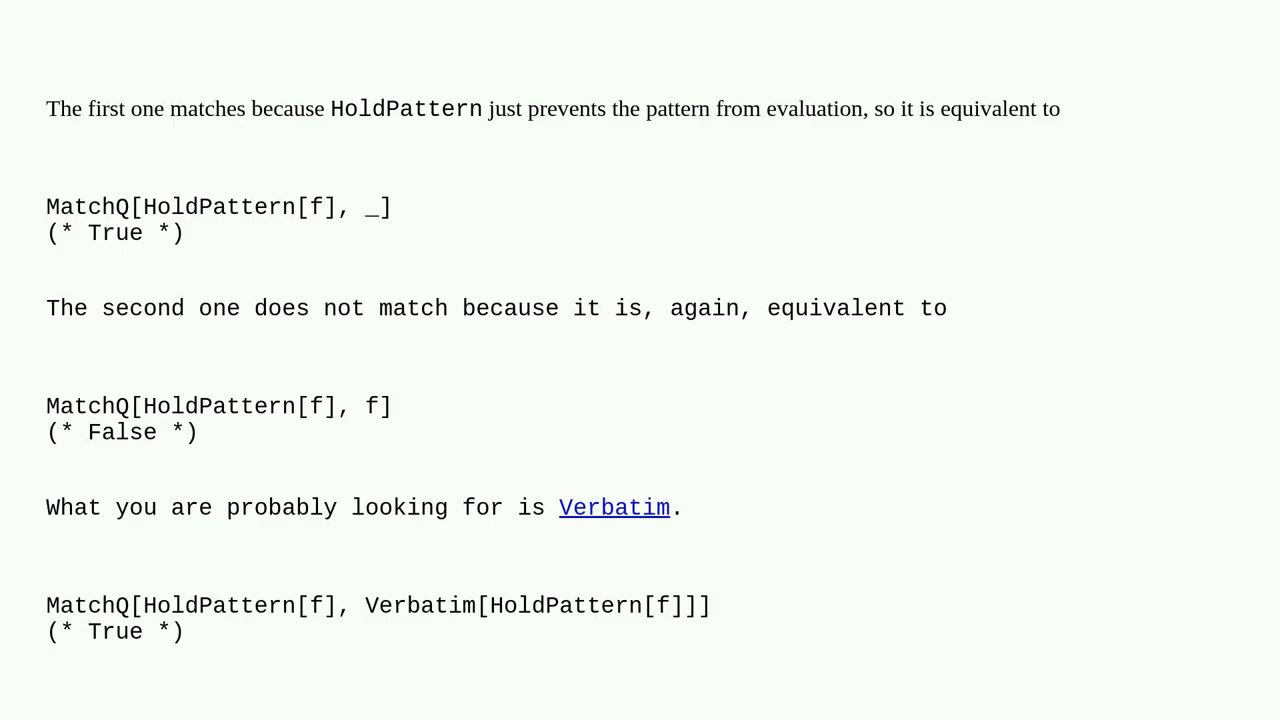 The first one matches because HoldPattern just prevents the pattern from evaluation, so it is equivalent to
MatchQ[HoldPattern[f], _]
(* True *)
The second one does not match because it is, again, equivalent to
MatchQ[HoldPattern[f], f]
(* False *)
What you are probably looking for is Verbatim.
MatchQ[HoldPattern[f], Verbatim[HoldPattern[f]]]
(* True *)